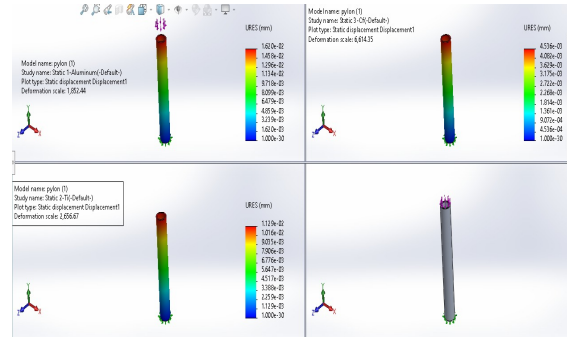 URES (mm)
1.620e-02
1.458e-02
1.296e-02
1.134e-02
9.718e-03
8.099e-03
6.479e-03
4.859e-03
3.239e-03
1.620e-03
1.000e-30
Model name: pylon (1)
Study name: Static 1-Aluminum(-Default-)
Plot type: Static displacement Displacement1
Deformation scale: 1,852.44
Model name: pylon (1)
Study name: Static 3-Cf(-Default-)
Plot type: Static displacement Displacement1
Deformation scale: 6,614.35
URES (mm)
4.536e-03
4.082e-03
3.629e-03
3.175e-03
2.722e-03
2.268e-03
1.814e-03
1.361e-03
9.072e-04
4.536e-04
1.000e-30
Model name: pylon (1)
Study name: Static 2-Ti(-Default-)
Plot type: Static displacement Displacement1
Deformation scale: 2,656.67
URES (mm)
1.129e-02
1.016e-02
9.035e-03
7.906e-03
6.776e-03
5.647e-03
4.517e-03
3.388e-03
2.259e-03
1.129e-03
1.000e-30